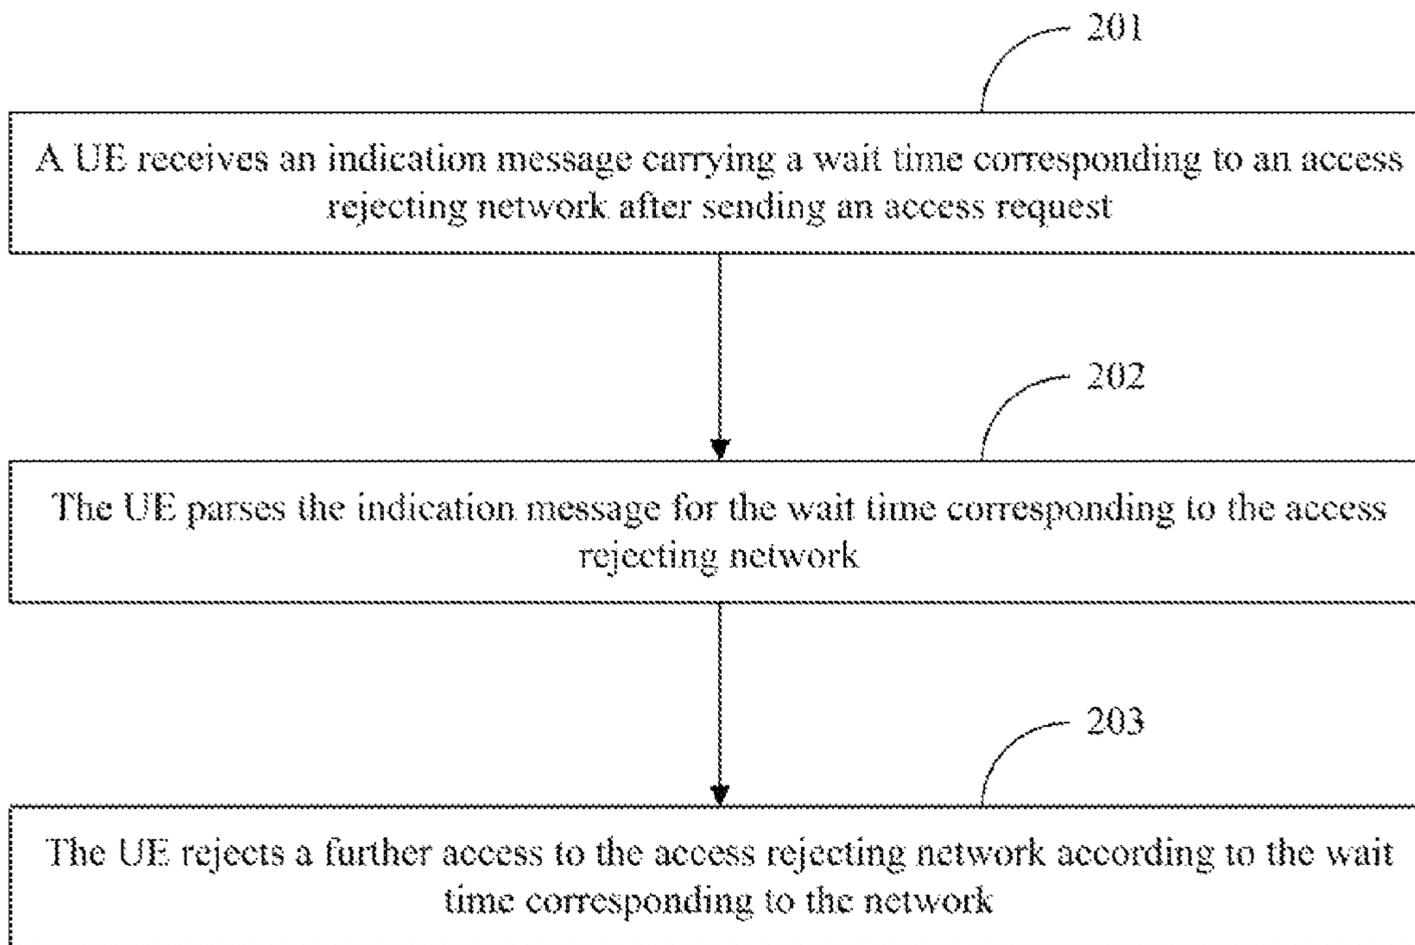 201
A UE receives an indication message carrying a wait time corresponding to an access
rejecting network after sending an access request
202
The UE parses the indication message for the wait time corresponding to the access
rejecting network
203
The UE rejects a further access to the access rejecting network according to the wait
time corresponding to the network